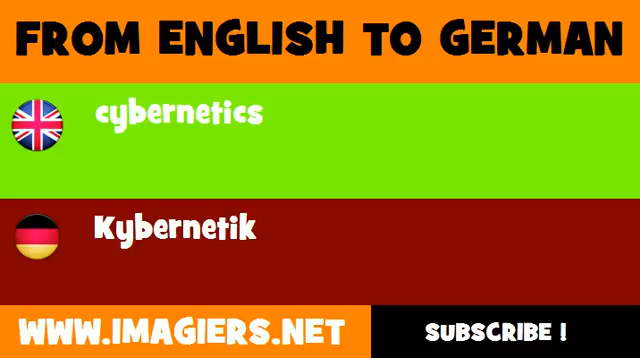 FROM ENGLISH TO GERMAN
cybernetics
Kybernetik
WWW.IMAGIERS.NET
SUBSCRIBE !